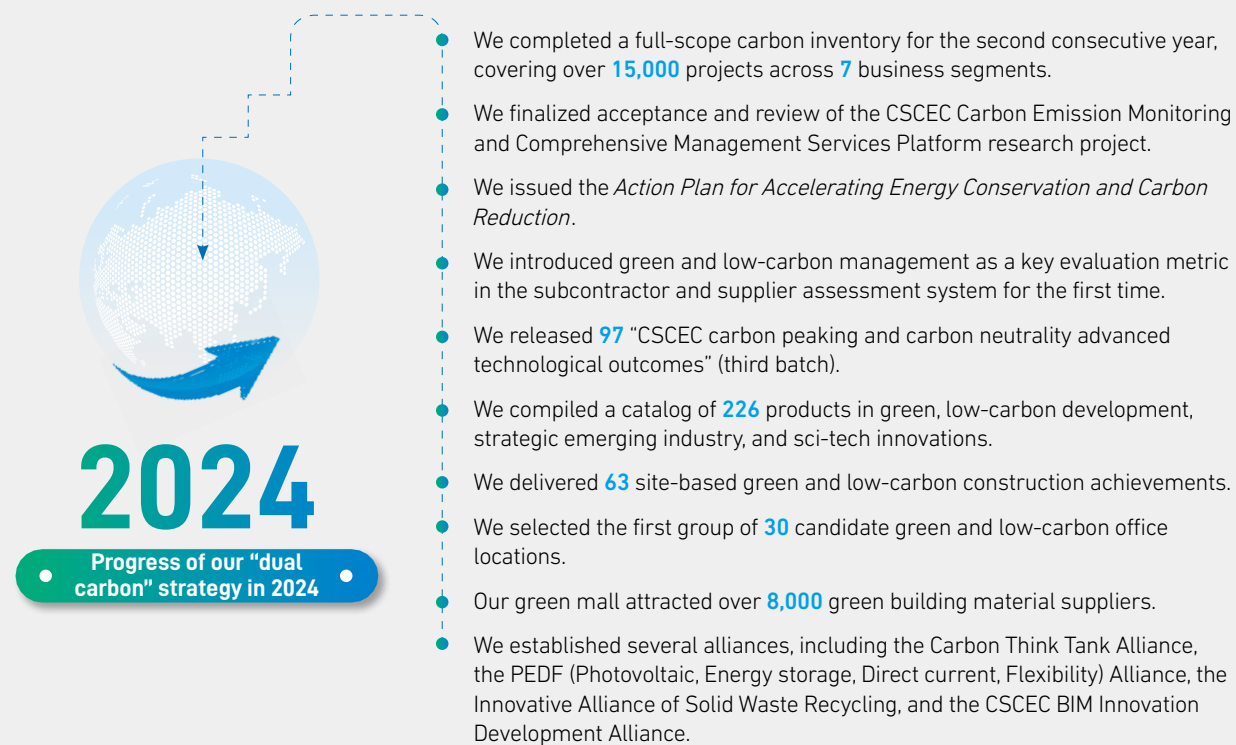 We completed a full-scope carbon inventory for the second consecutive year,
covering over 15,000 projects across 7 business segments.
We finalized acceptance and review of the CSCEC Carbon Emission Monitoring
and Comprehensive Management Services Platform research project.
We issued the Action Plan for Accelerating Energy Conservation and Carbon
Reduction.
We introduced green and low-carbon management as a key evaluation metric
in the subcontractor and supplier assessment system for the first time.
We released 97 “CSCEC carbon peaking and carbon neutrality advanced
technological outcomes” (third batch).
We compiled a catalog of 226 products in green, low-carbon development,
strategic emerging industry, and sci-tech innovations.
We delivered 63 site-based green and low-carbon construction achievements.
We selected the first group of 30 candidate green and low-carbon office
locations.
Our green mall attracted over 8,000 green building material suppliers.
We established several alliances, including the Carbon Think Tank Alliance,
the PEDF (Photovoltaic, Energy storage, Direct current, Flexibility) Alliance, the
Innovative Alliance of Solid Waste Recycling, and the CSCEC BIM Innovation
Development Alliance.
2024
Progress of our “dual
carbon” strategy in 2024